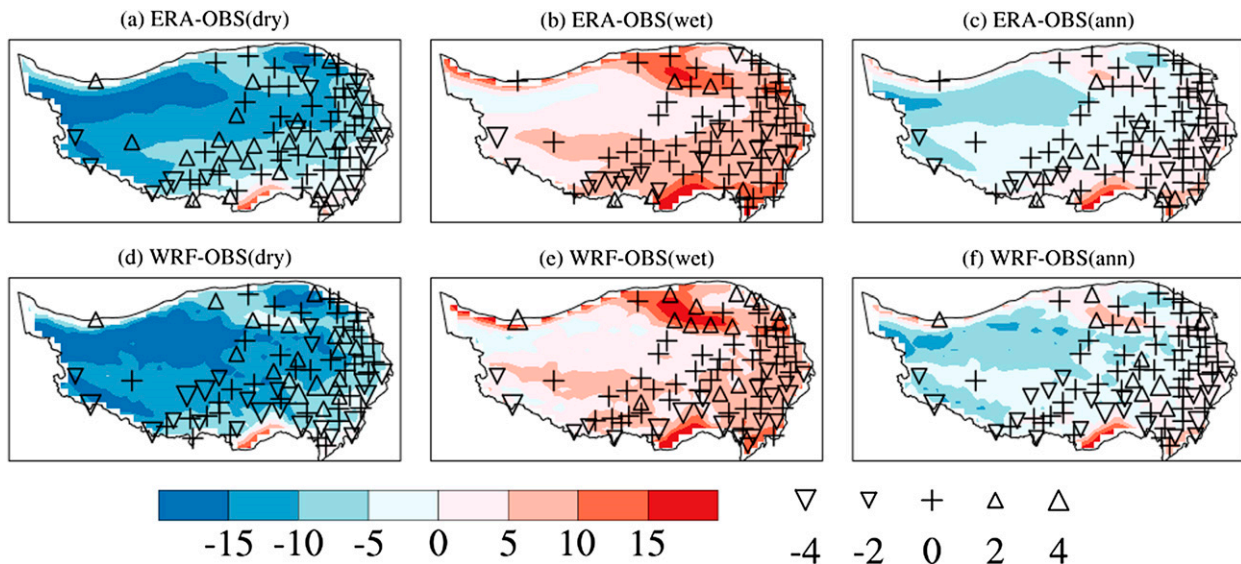 (a) ERA-OBS(dry) (b) ERA-OBS(wet) (c) ERA-OBS(ann)
(d) WRF-OBS(dry) (e) WRF-OBS(wet) (f) WRF-OBS(ann)
-15 -10 -5 0 5 10 15 -4 -2 0 2 4